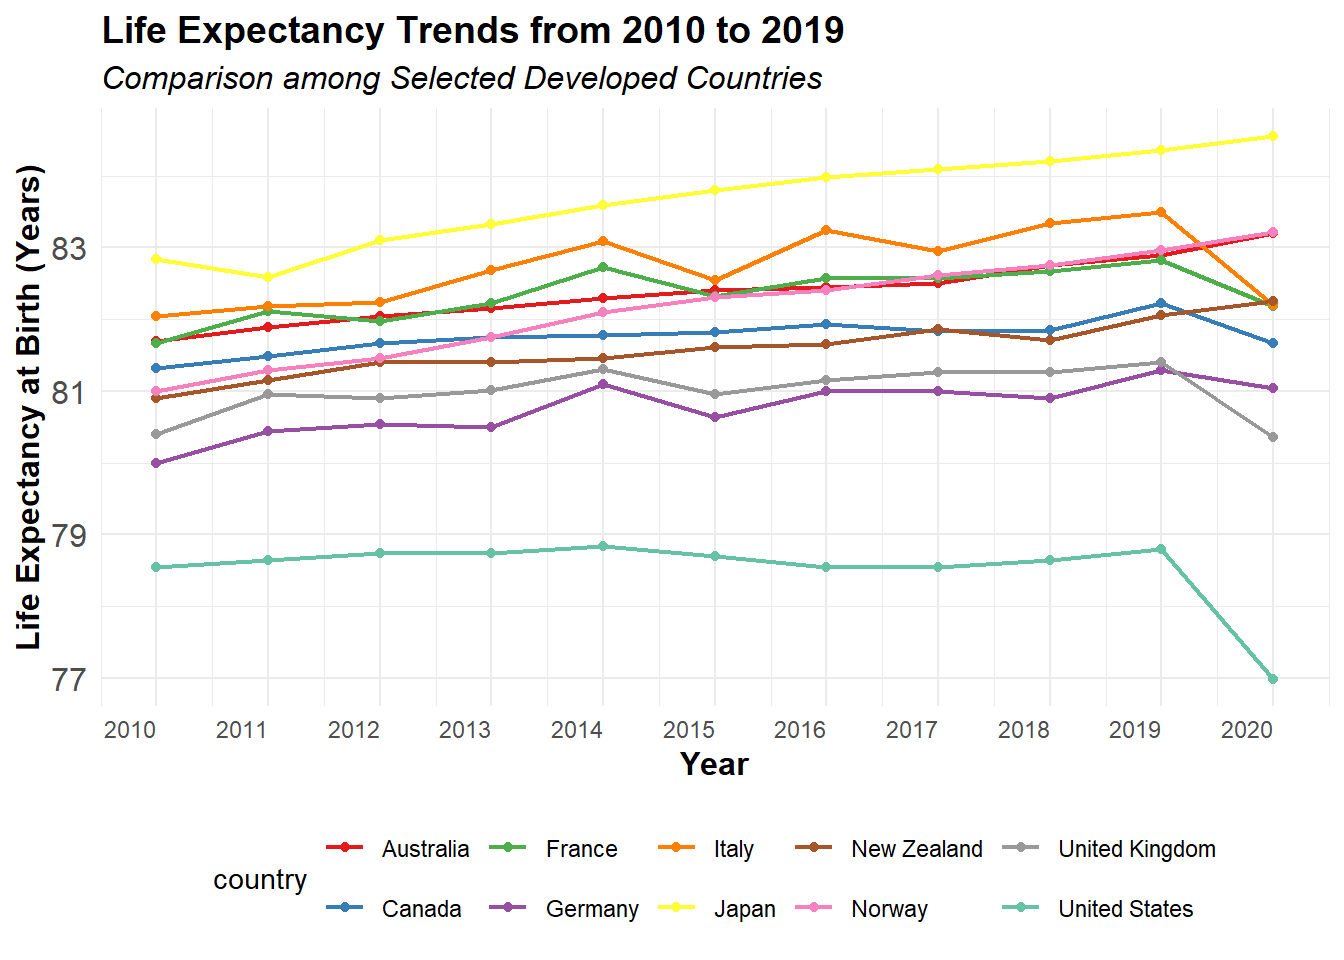 Life Expectancy Trends from 2010 to 2019
Comparison among Selected Developed Countries
Life Expectancy at Birth (Years)
83
81
79
77
2010 2011 2012 2013 2014 2015 2016 2017 2018 2019 2020
Year
country
Australia France Italy New Zealand United Kingdom
Canada Germany Japan Norway United States